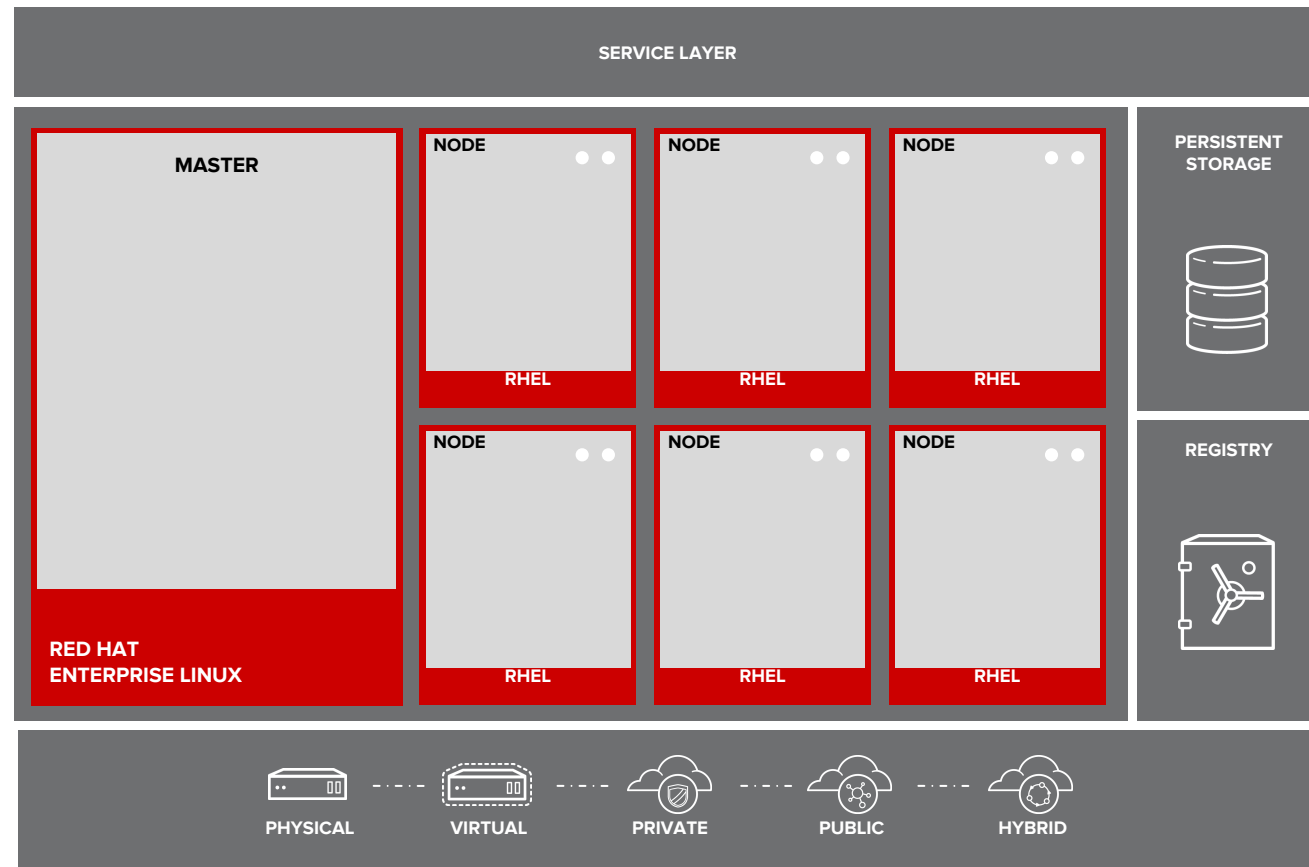 SERVICE LAYER
MASTER
RED HAT
ENTERPRISE LINUX
NODE
RHEL
NODE
RHEL
NODE
RHEL
NODE
RHEL
NODE
RHEL
NODE
RHEL
PERSISTENT
STORAGE
REGISTRY
PHYSICAL
VIRTUAL
PRIVATE
PUBLIC
HYBRID